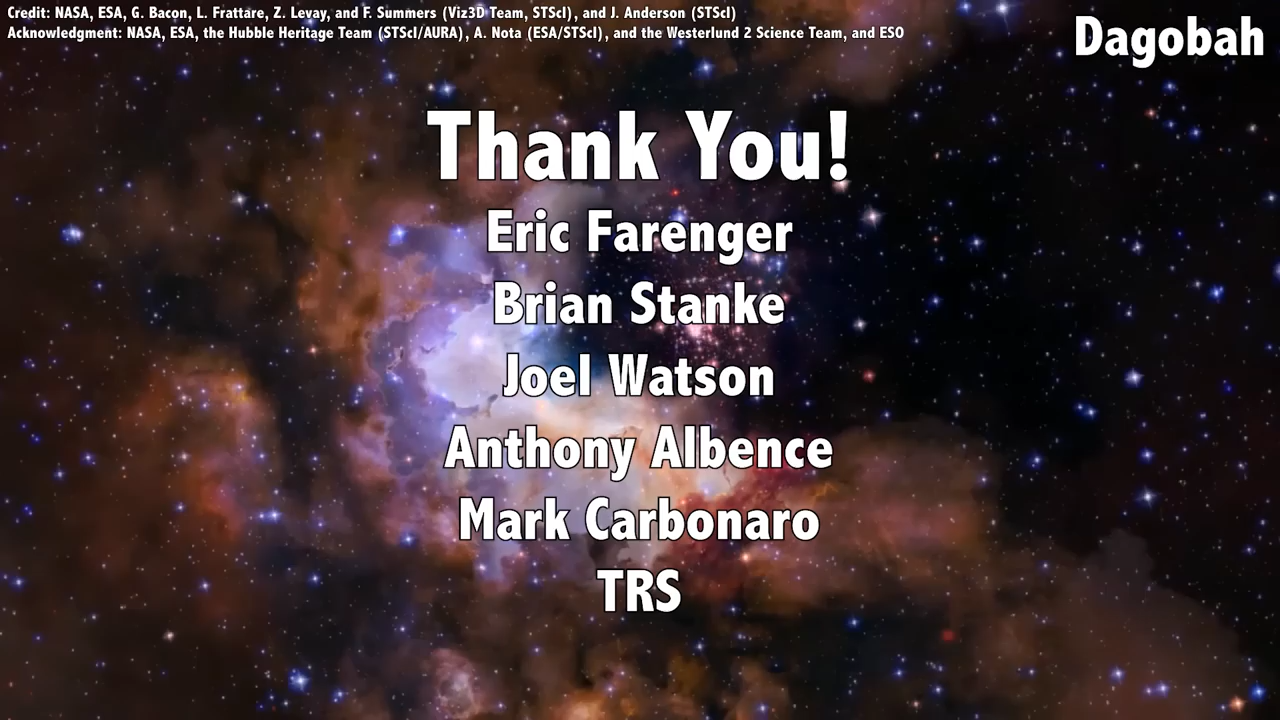 Credit: NASA, ESA, G. Bacon, L. Frattare, Z. Levay, and F. Summers (Viz3D Team, STScI), and J. Anderson (STScI)
Acknowledgment: NASA, ESA, the Hubble Heritage Team (STScI/AURA), A. Nota (ESA/STScI), and the Westerlund 2 Science Team, and ESO
Dagobah
Thank You!
Eric Farenger
Brian Stanke
Joel Watson
Anthony Albence
Mark Carbonaro
TRS